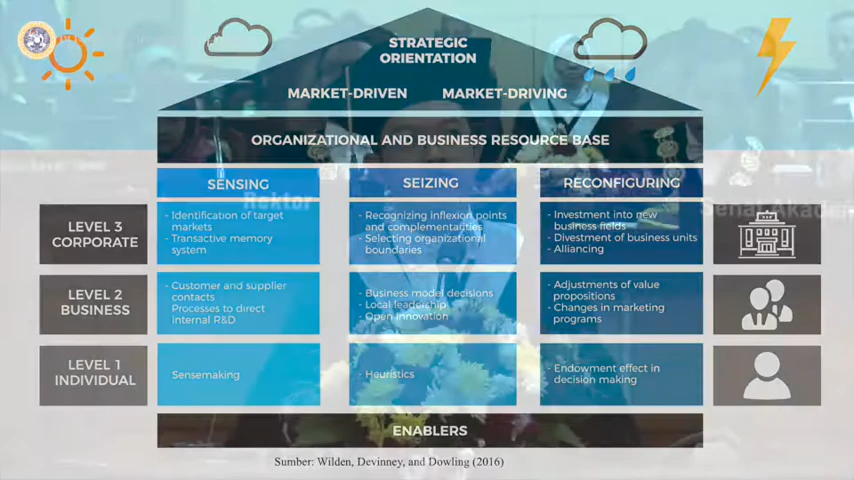 STRATEGIC
ORIENTATION
MARKET-DRIVEN MARKET-DRIVING
ORGANIZATIONAL AND BUSINESS RESOURCE BASE
SENSING SEIZING RECONFIGURING
LEVEL 3
CORPORATE
- Identification of target
markets
- Transactive memory
system
- Recognizing inflexion points
and complementarities
- Selecting organizational
boundaries
- Investment into new
business fields
- Divestment of business units
- Alliancing
Rektor
Senat Akade
LEVEL 2
BUSINESS
- Customer and supplier
contacts
Processes to direct
internal R&D
- Business model decisions
- Local leadership
- Open innovation
- Adjustments of value
propositions
- Changes in marketing
programs
LEVEL 1
INDIVIDUAL
Sensemaking
- Heuristics
- Endowment effect in
decision making
ENABLERS
Sumber: Wilden, Devinney, and Dowling (2016)